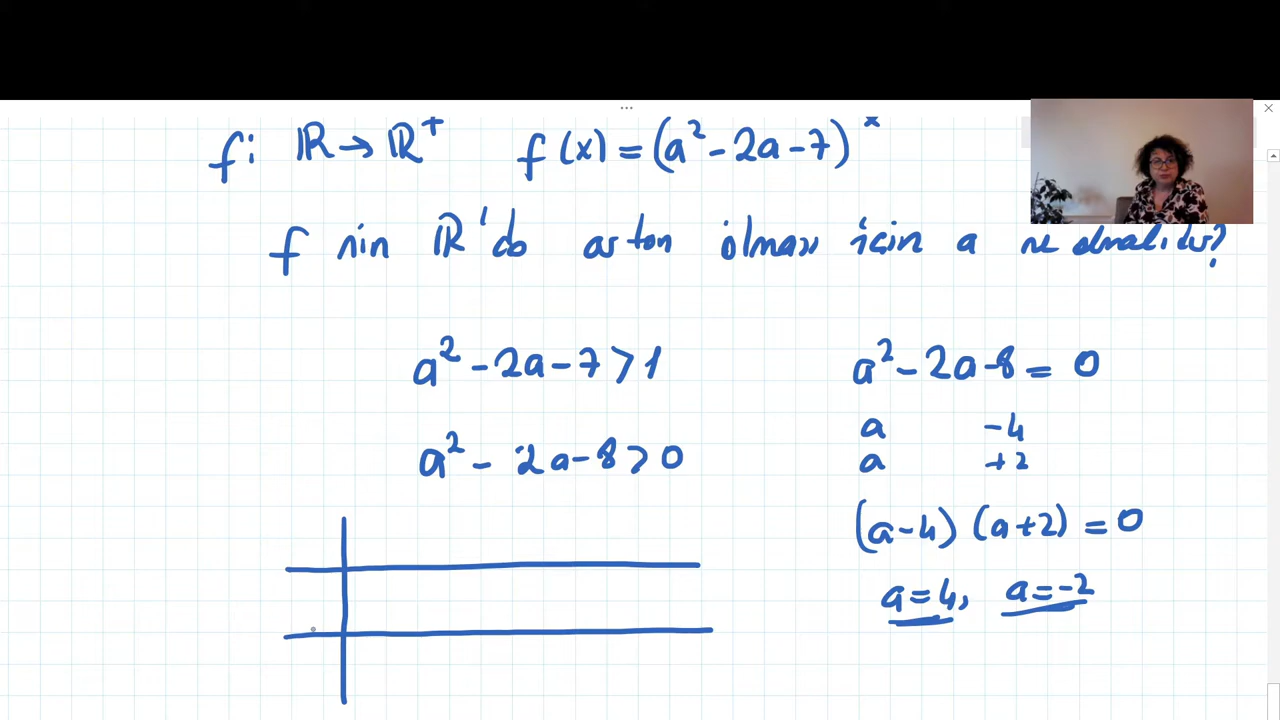 f: ℝ → ℝ⁺ f(x) = (a² - 2a - 7)ˣ
f nin ℝ'de artan olması için a ne olmalıdır?
a² - 2a - 7 > 1
a² - 2a - 8 = 0
a -4
a +2
a² - 2a - 8 > 0
(a - 4) (a + 2) = 0
a = 4, a = -2